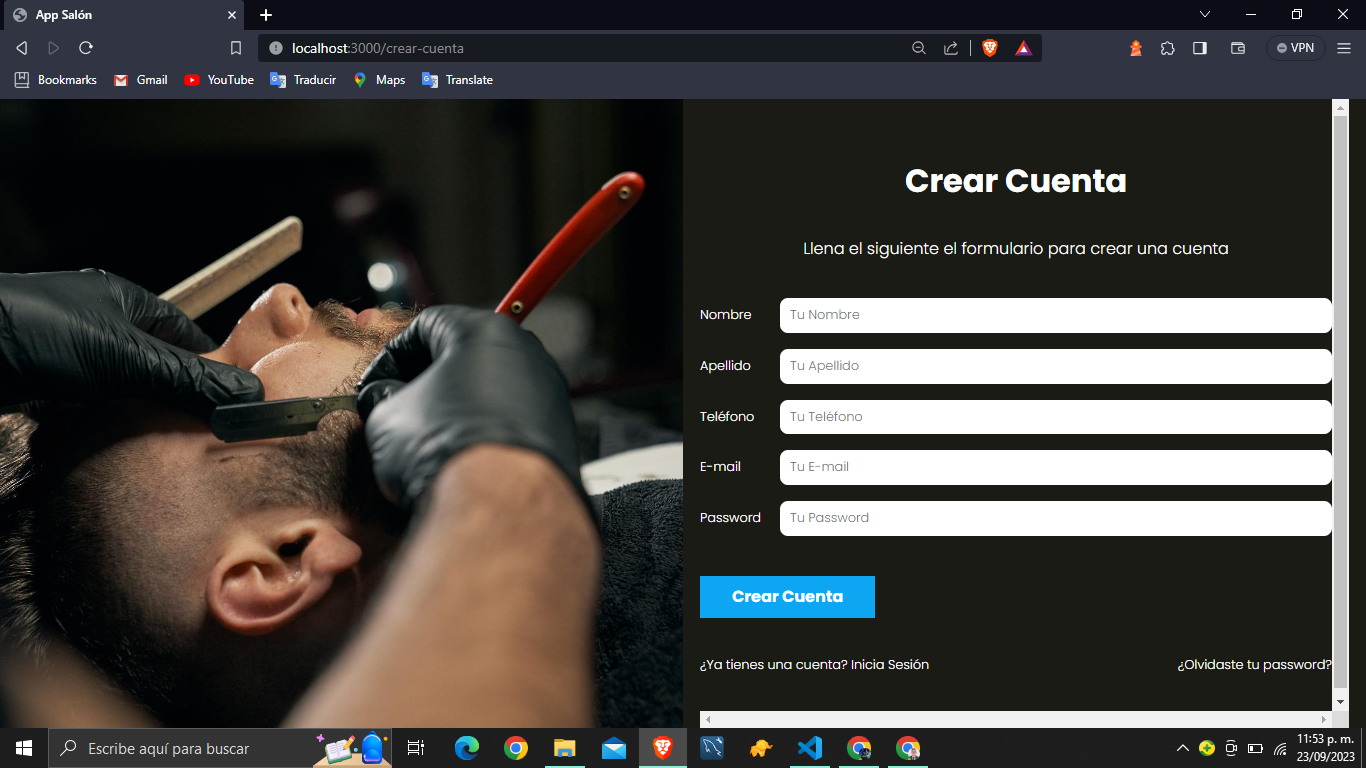 App Salón
localhost:3000/crear-cuenta
VPN
Bookmarks Gmail YouTube Traducir Maps Translate
Crear Cuenta
Llena el siguiente el formulario para crear una cuenta
Nombre Tu Nombre
Apellido Tu Apellido
Teléfono Tu Teléfono
E-mail Tu E-mail
Password Tu Password
Crear Cuenta
¿Ya tienes una cuenta? Inicia Sesión ¿Olvidaste tu password?
Escribe aquí para buscar
11:53 p. m.
23/09/2023